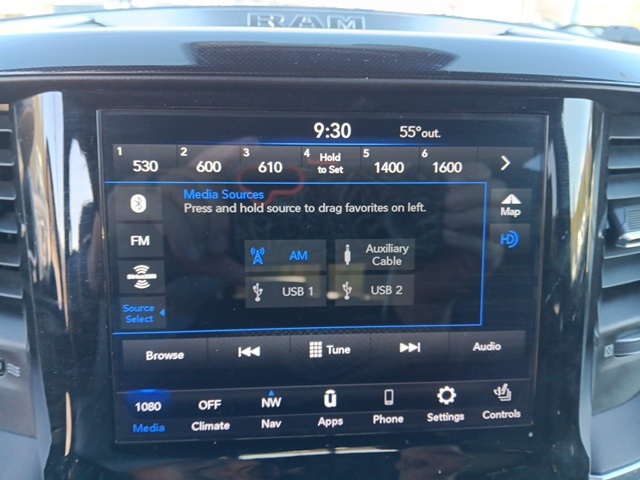 RAM
9:30 55°out.
1 530 2 600 3 610 4 Hold to Set 5 1400 6 1600
Media Sources
Press and hold source to drag favorites on left.
Map
FM
AM
Auxiliary
Cable
HD
USB 1 USB 2
Source
Select
Browse Tune Audio
1080 OFF NW
Media Climate Nav Apps Phone Settings Controls